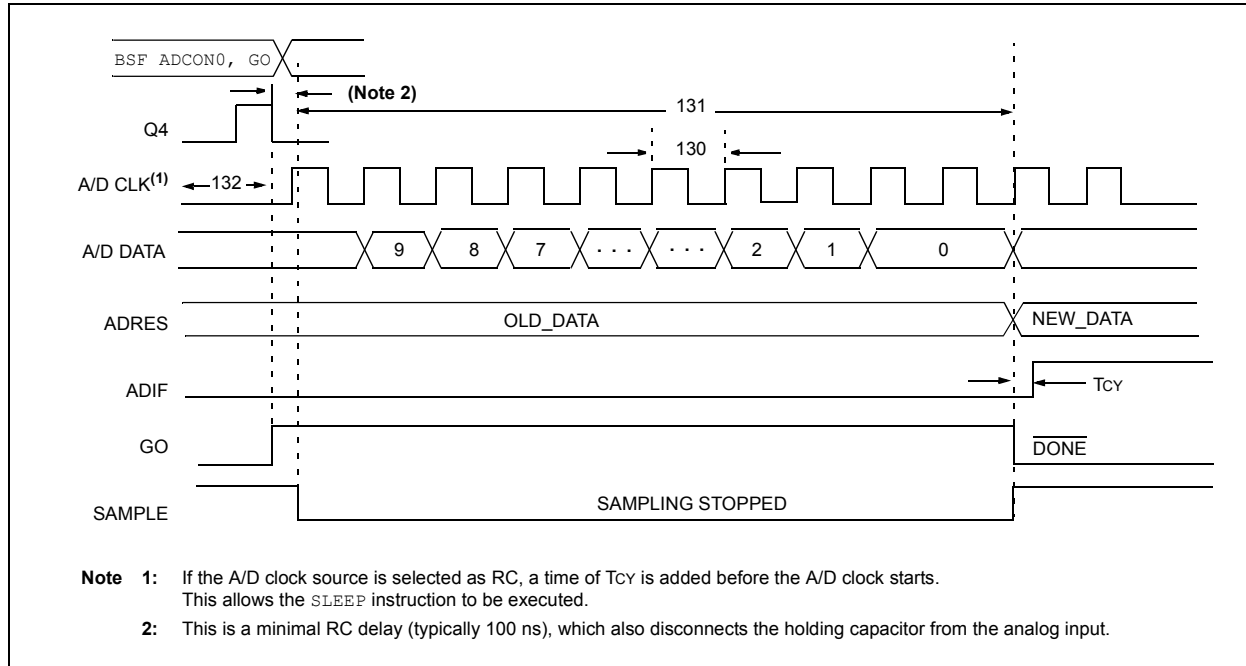 BSF ADCON0, GO
(Note 2)
131
Q4
130
A/D CLK(1)
132
A/D DATA
9 8 7 . . . . . . 2 1 0
ADRES
OLD_DATA
NEW_DATA
ADIF
TCY
GO
DONE
SAMPLE
SAMPLING STOPPED
Note 1: If the A/D clock source is selected as RC, a time of TCY is added before the A/D clock starts.
This allows the SLEEP instruction to be executed.
2: This is a minimal RC delay (typically 100 ns), which also disconnects the holding capacitor from the analog input.